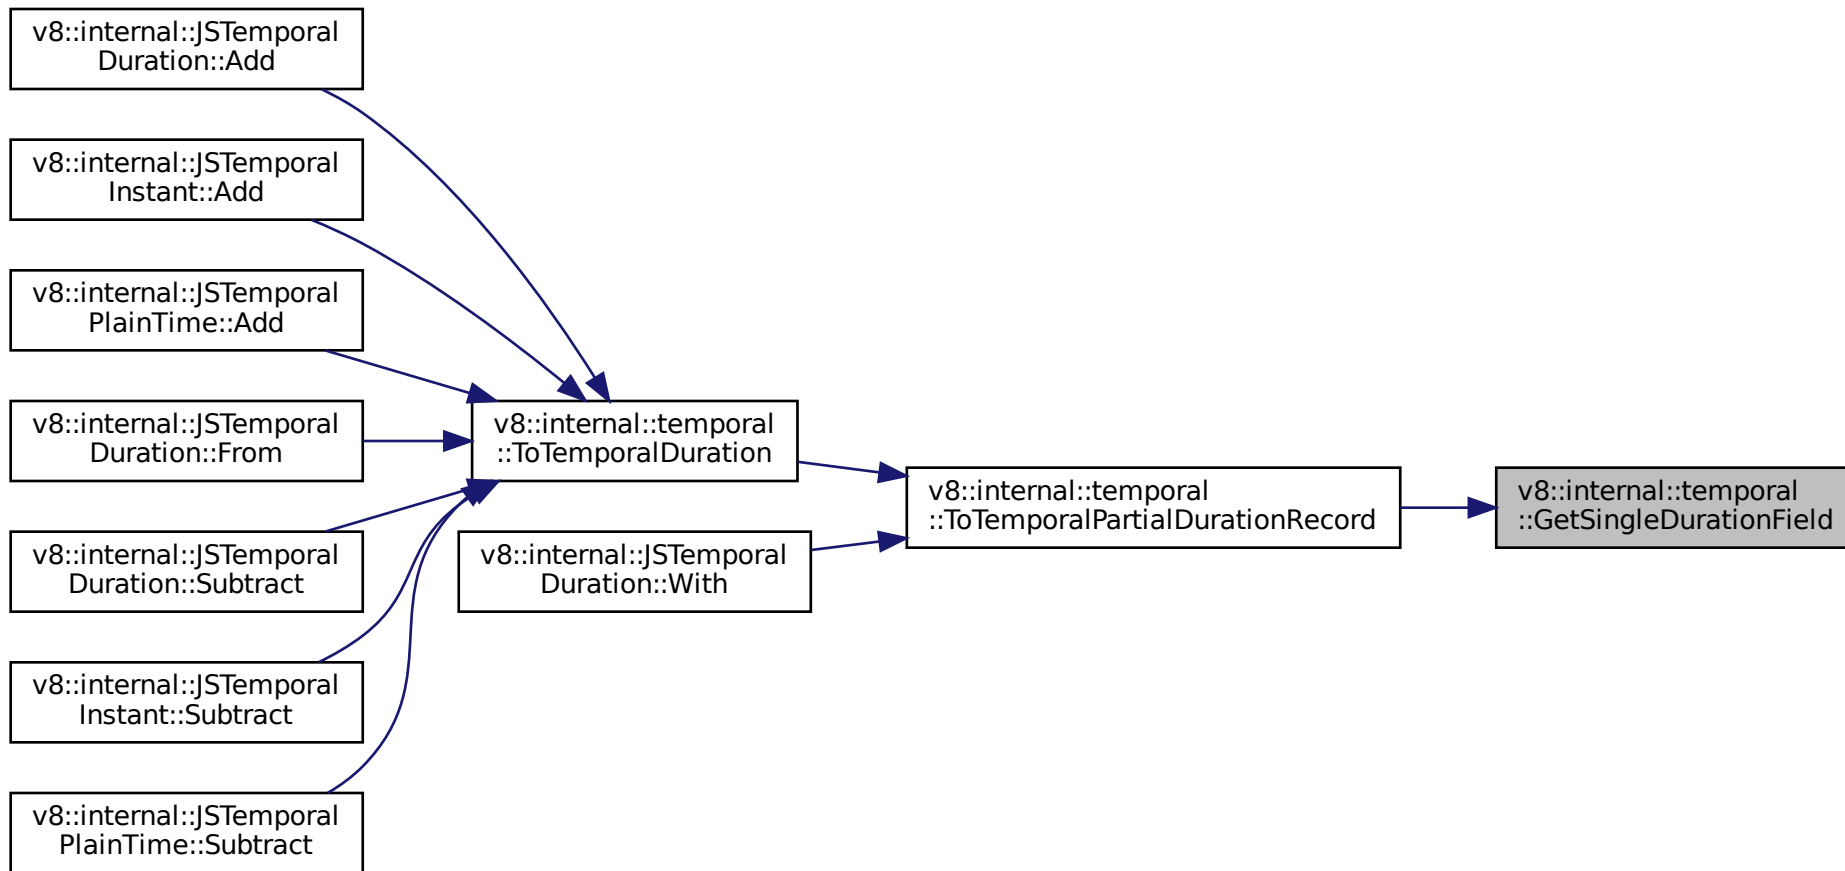 v8::internal::JSTemporal
Duration::Add
v8::internal::JSTemporal
Instant::Add
v8::internal::JSTemporal
PlainTime::Add
v8::internal::JSTemporal
Duration::From
v8::internal::JSTemporal
Duration::Subtract
v8::internal::JSTemporal
Instant::Subtract
v8::internal::JSTemporal
PlainTime::Subtract
v8::internal::temporal
::ToTemporalDuration
v8::internal::JSTemporal
Duration::With
v8::internal::temporal
::ToTemporalPartialDurationRecord
v8::internal::temporal
::GetSingleDurationField